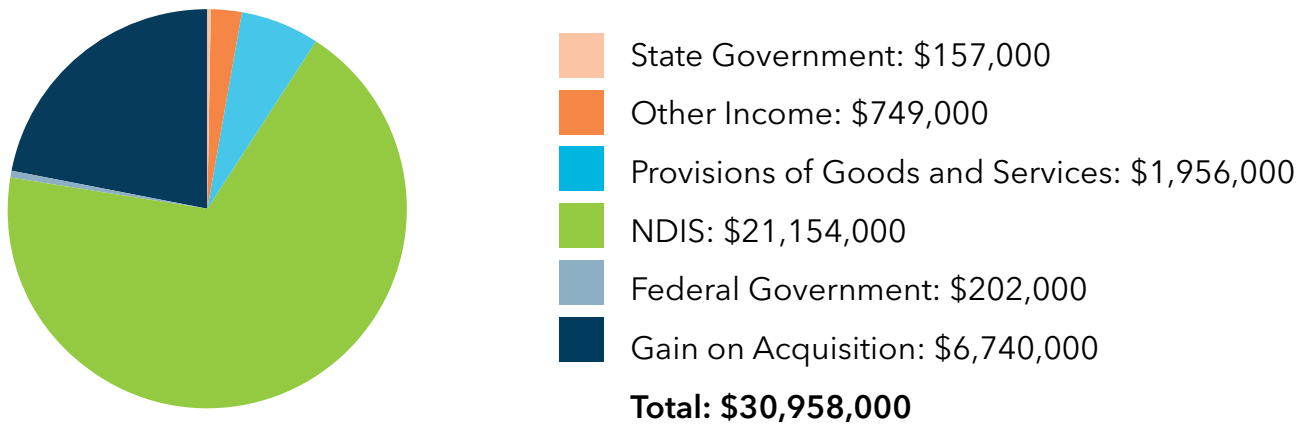 State Government: $157,000
Other Income: $749,000
Provisions of Goods and Services: $1,956,000
NDIS: $21,154,000
Federal Government: $202,000
Gain on Acquisition: $6,740,000
Total: $30,958,000